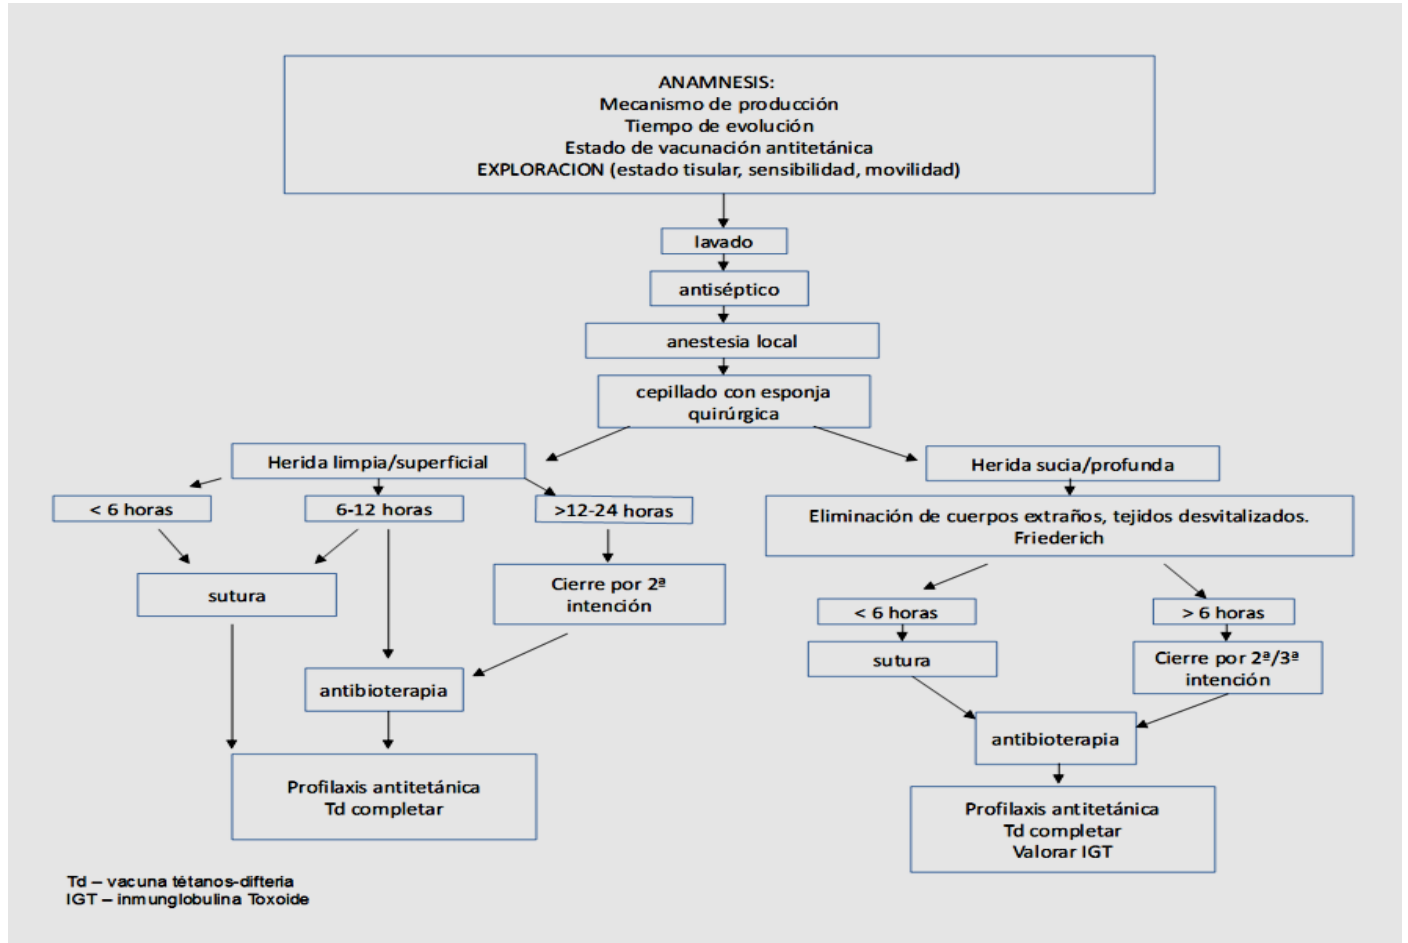 ANAMNESIS:
Mecanismo de producción
Tiempo de evolución
Estado de vacunación antitetánica
EXPLORACION (estado tisular, sensibilidad, movilidad)
lavado
antiséptico
anestesia local
cepillado con esponja
quirúrgica
Herida limpia/superficial
< 6 horas
6-12 horas
>12-24 horas
sutura
Cierre por 2ª
intención
antibioterapia
Profilaxis antitetánica
Td completar
Herida sucia/profunda
Eliminación de cuerpos extraños, tejidos desvitalizados.
Friederich
< 6 horas
> 6 horas
sutura
Cierre por 2ª/3ª
intención
antibioterapia
Profilaxis antitetánica
Td completar
Valorar IGT
Td – vacuna tétanos-difteria
IGT – inmunglobulina Toxoide